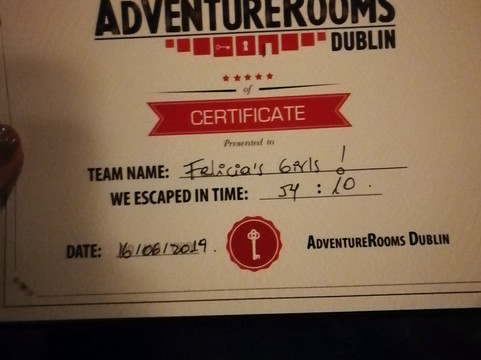 ADVENTUREROOMS
DUBLIN
of
CERTIFICATE
Presented to
TEAM NAME: Felicia's Girls !
WE ESCAPED IN TIME: 54 : 10 .
DATE: 16/06/2019 .
ADVENTUREROOMS DUBLIN